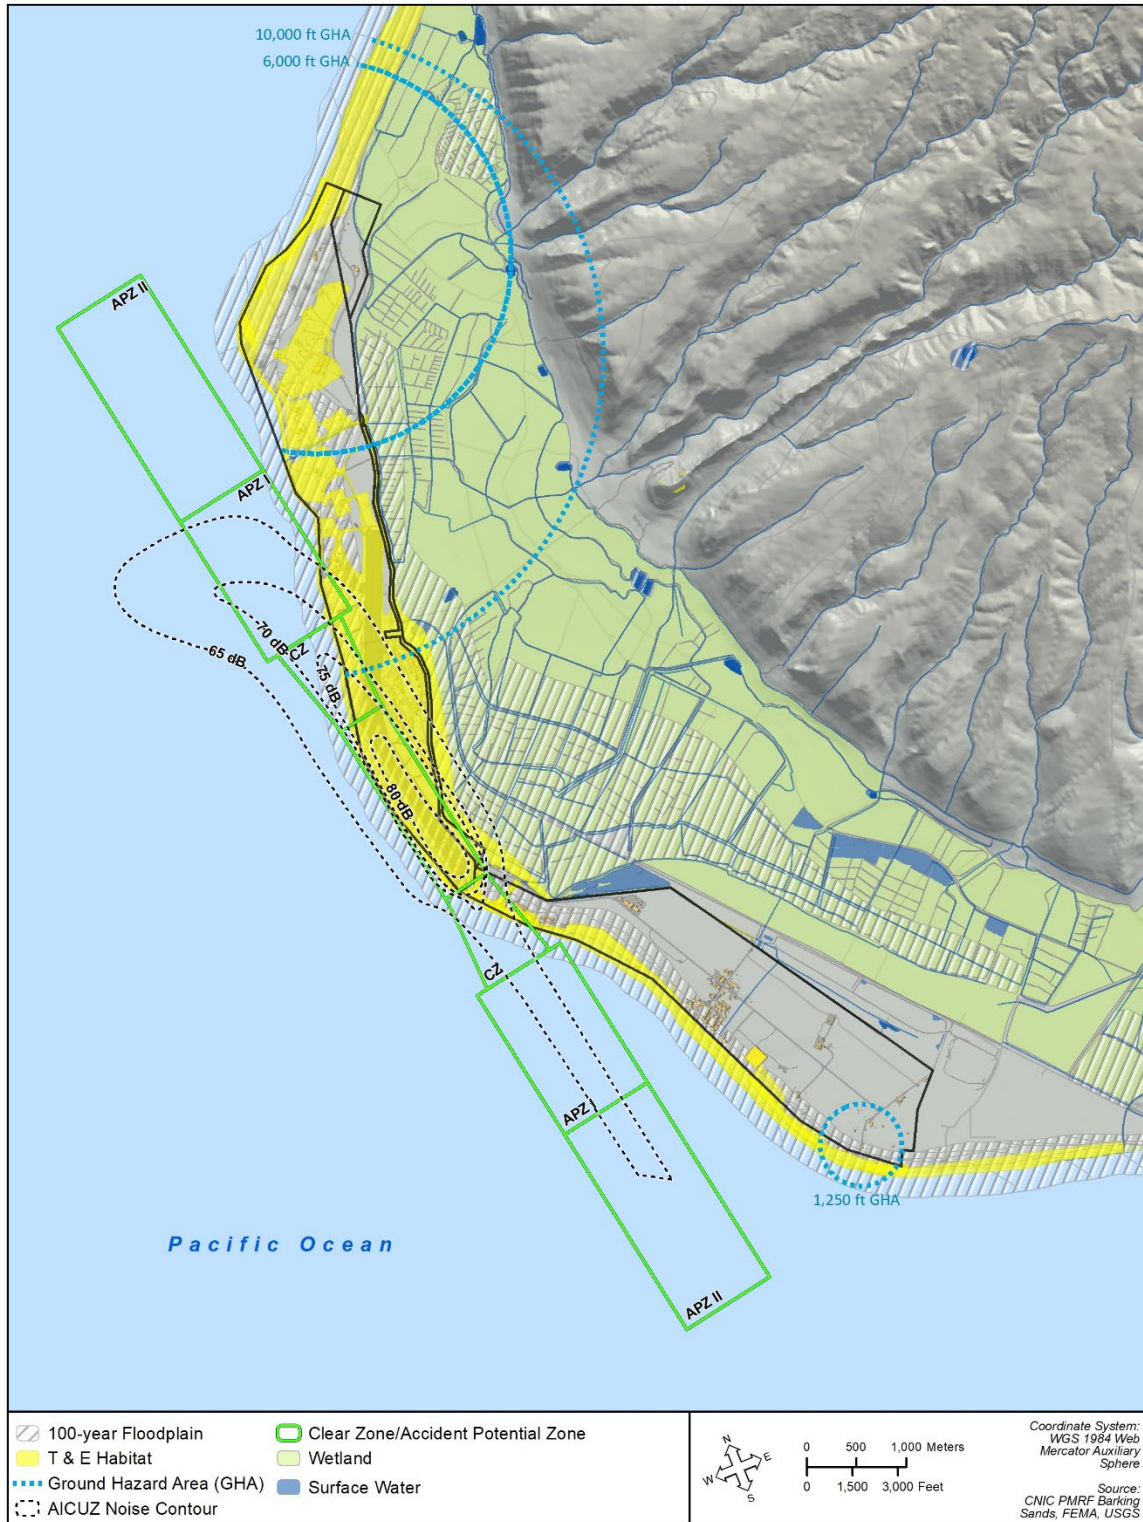 10,000 ft GHA
6,000 ft GHA
APZ II
APZ I
70 dB
CZ
65 dB
75 dB
80 dB
CZ
APZ I
1,250 ft GHA
Pacific Ocean
APZ II
100-year Floodplain
T & E Habitat
Ground Hazard Area (GHA)
AICUZ Noise Contour
Clear Zone/Accident Potential Zone
Wetland
Surface Water
N
E
W
S
0 500 1,000 Meters
0 1,500 3,000 Feet
Coordinate System:
WGS 1984 Web
Mercator Auxiliary
Sphere
Source:
CNIC PMRF Barking
Sands, FEMA, USGS